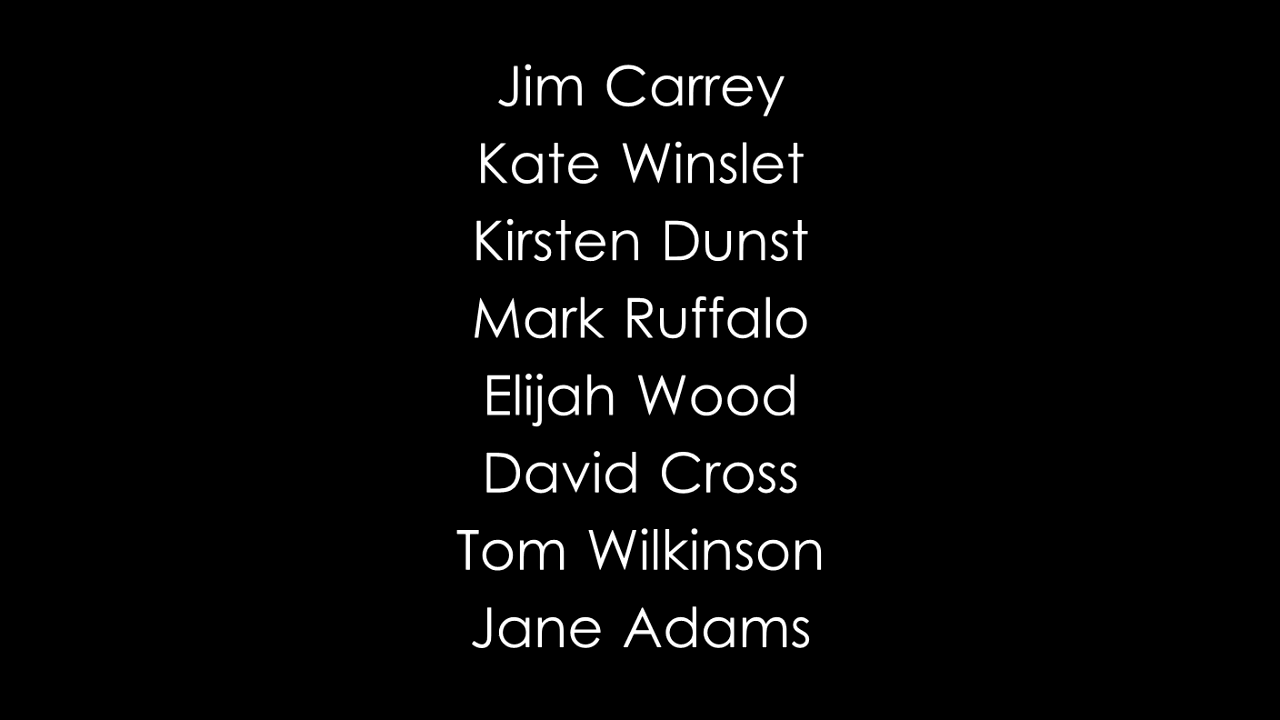 Jim Carrey
Kate Winslet
Kirsten Dunst
Mark Ruffalo
Elijah Wood
David Cross
Tom Wilkinson
Jane Adams